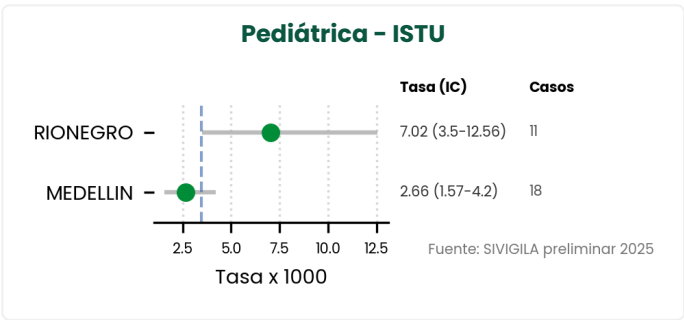 Pediátrica - ISTU
Tasa (IC) Casos
RIONEGRO 7.02 (3.5-12.56) 11
MEDELLIN 2.66 (1.57-4.2) 18
2.5 5.0 7.5 10.0 12.5
Fuente: SIVIGILA preliminar 2025
Tasa x 1000